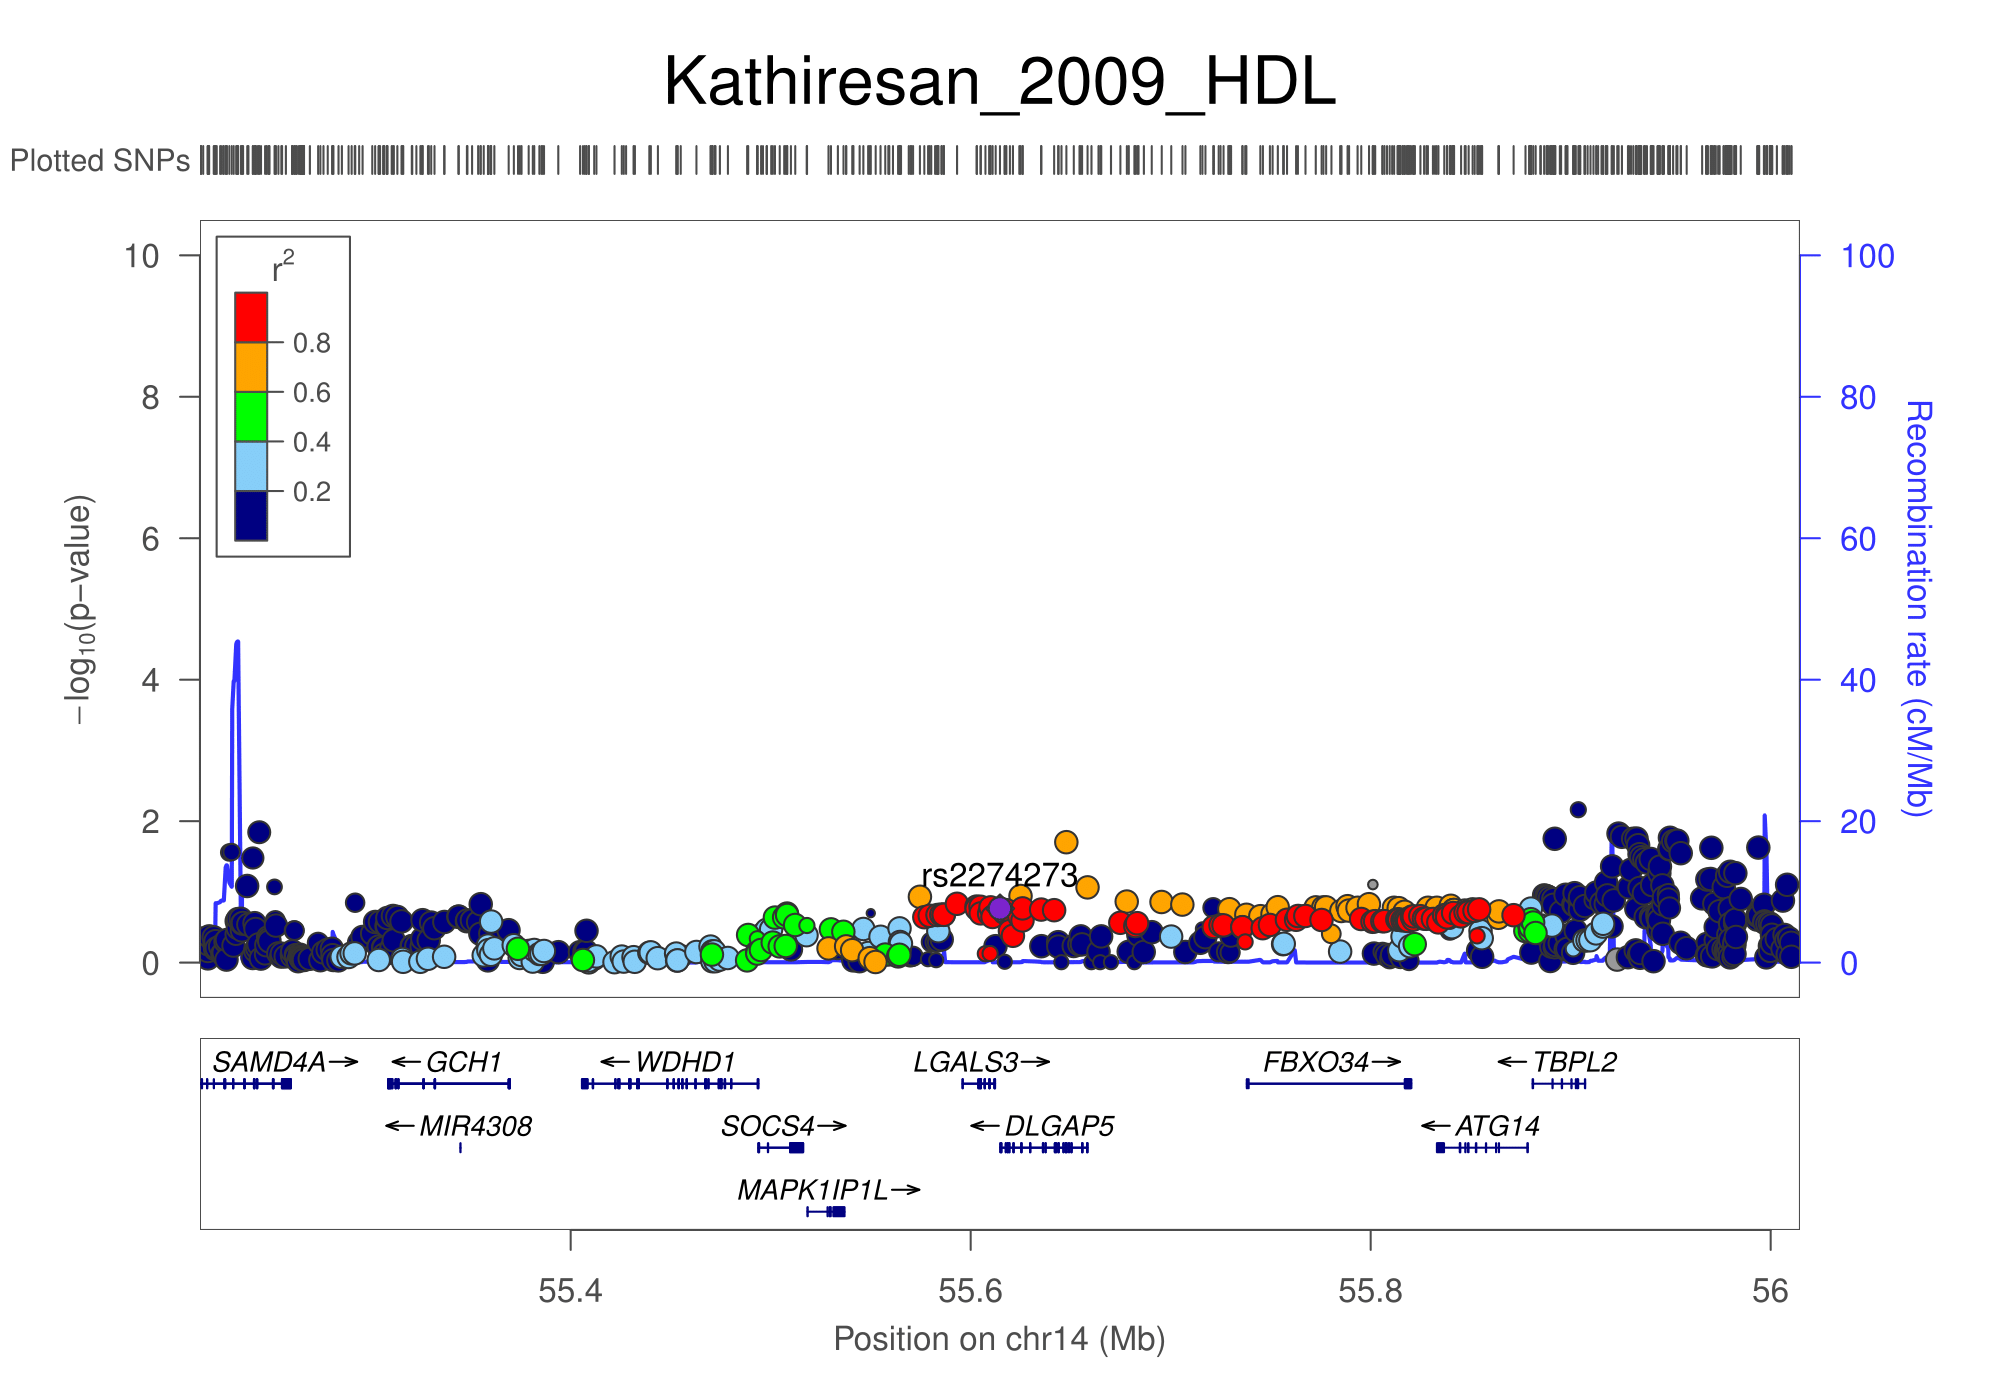 Kathiresan_2009_HDL
Plotted SNPs
r2
0.8
0.6
0.4
0.2
10
8
6
4
2
0
−log10(p−value)
100
80
60
40
20
0
Recombination rate (cM/Mb)
rs2274273
SAMD4A→ ←GCH1 ←WDHD1 LGALS3→ FBXO34→ ←TBPL2
←MIR4308 SOCS4→ ←DLGAP5 ←ATG14
MAPK1IP1L→
55.4 55.6 55.8 56
Position on chr14 (Mb)